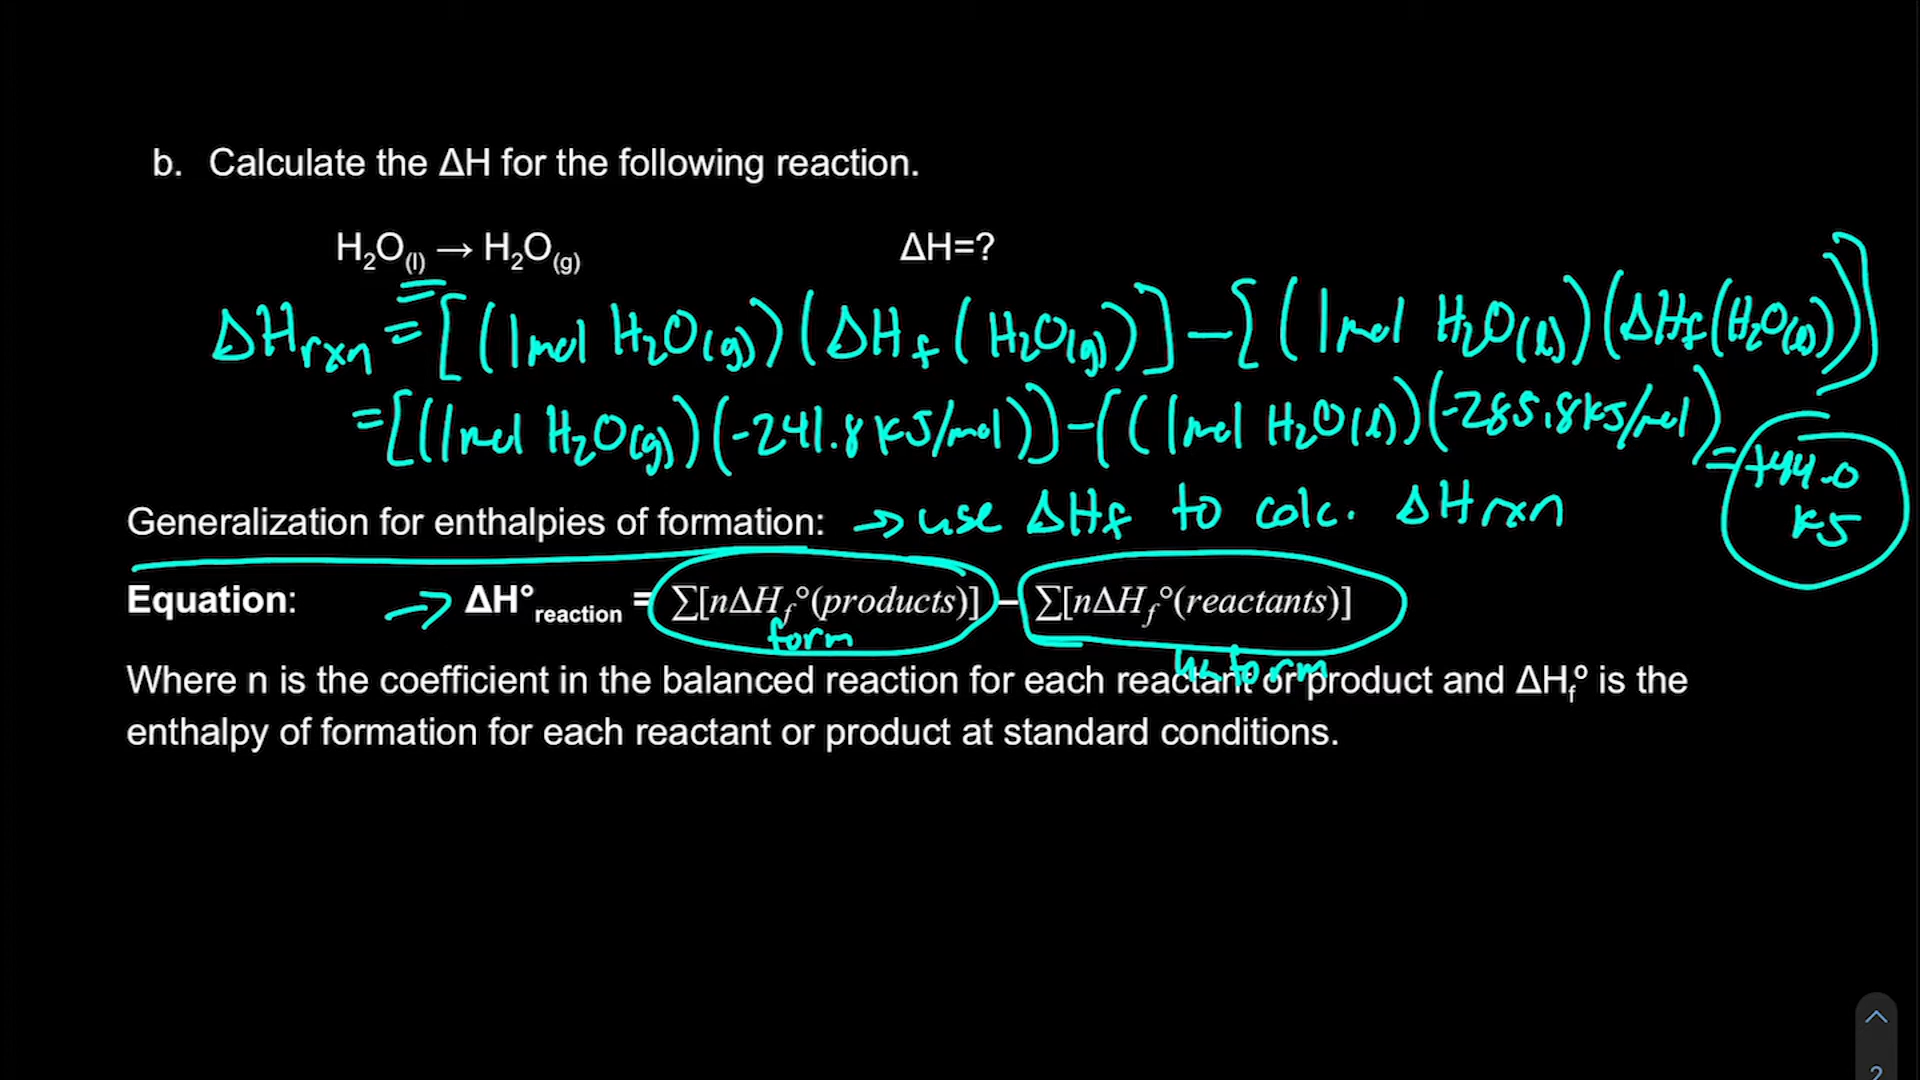 b. Calculate the ΔH for the following reaction.
H₂O₍l₎ → H₂O₍g₎ ΔH=?
ΔHrxn = [(1mol H₂O(g))(ΔHf(H₂O(g))] - [(1mol H₂O(l))(ΔHf(H₂O(l))]
= [(1mol H₂O(g))(-241.8 kJ/mol)] - [(1mol H₂O(l))(-285.8 kJ/mol) = +44.0 kJ
Generalization for enthalpies of formation: → use ΔHf to calc. ΔHrxn
Equation: → ΔH°reaction = ∑[nΔHf°(products)] – ∑[nΔHf°(reactants)]
form
form
Where n is the coefficient in the balanced reaction for each reactant or product and ΔHfº is the
enthalpy of formation for each reactant or product at standard conditions.
2